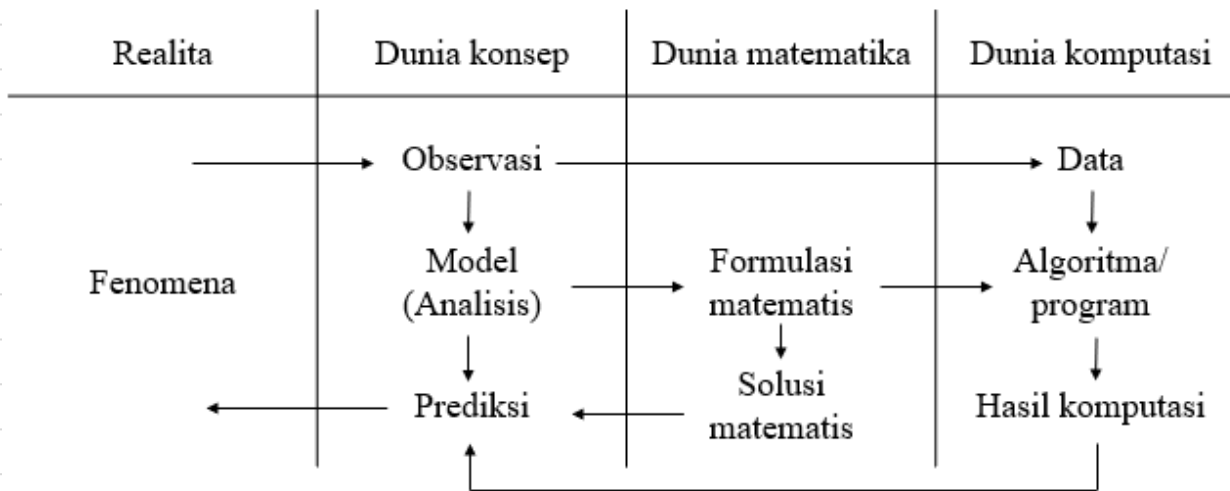 Realita
Dunia konsep
Dunia matematika
Dunia komputasi
Observasi
Data
Fenomena
Model
(Analisis)
Formulasi
matematis
Algoritma/
program
Prediksi
Solusi
matematis
Hasil komputasi